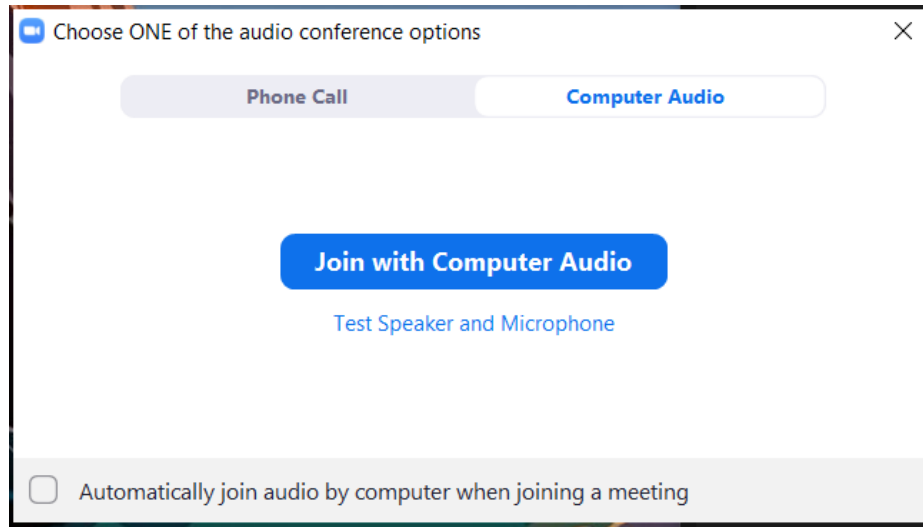 Choose ONE of the audio conference options
Phone Call
Computer Audio
Join with Computer Audio
Test Speaker and Microphone
Automatically join audio by computer when joining a meeting